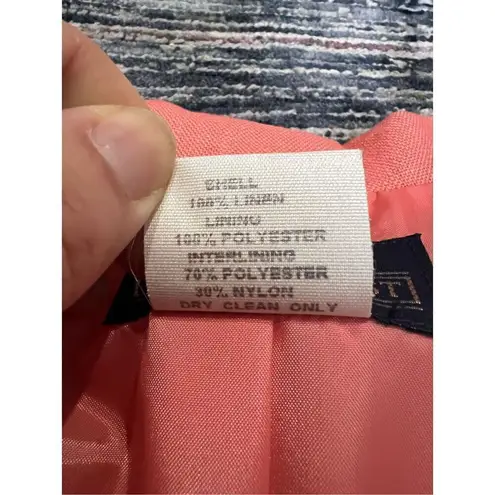 SHELL
100% LINEN
LINING
100% POLYESTER
INTERLINING
70% POLYESTER
30% NYLON
DRY CLEAN ONLY